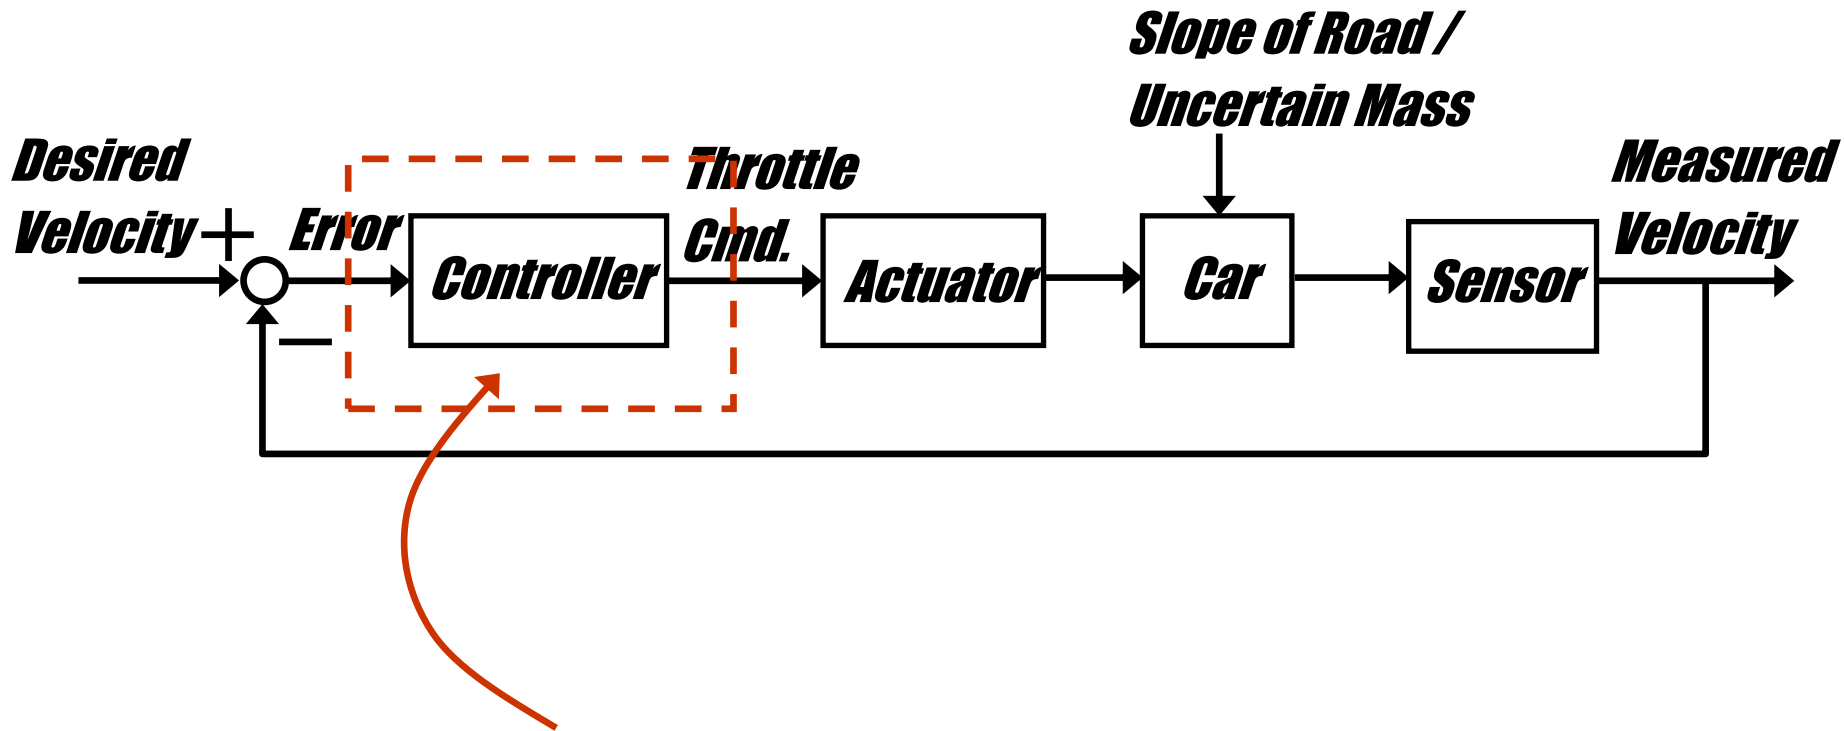 Slope of Road /
Uncertain Mass
Desired
Velocity
+
Error
Throttle
Cmd.
Measured
Velocity
Controller
Actuator
Car
Sensor
–